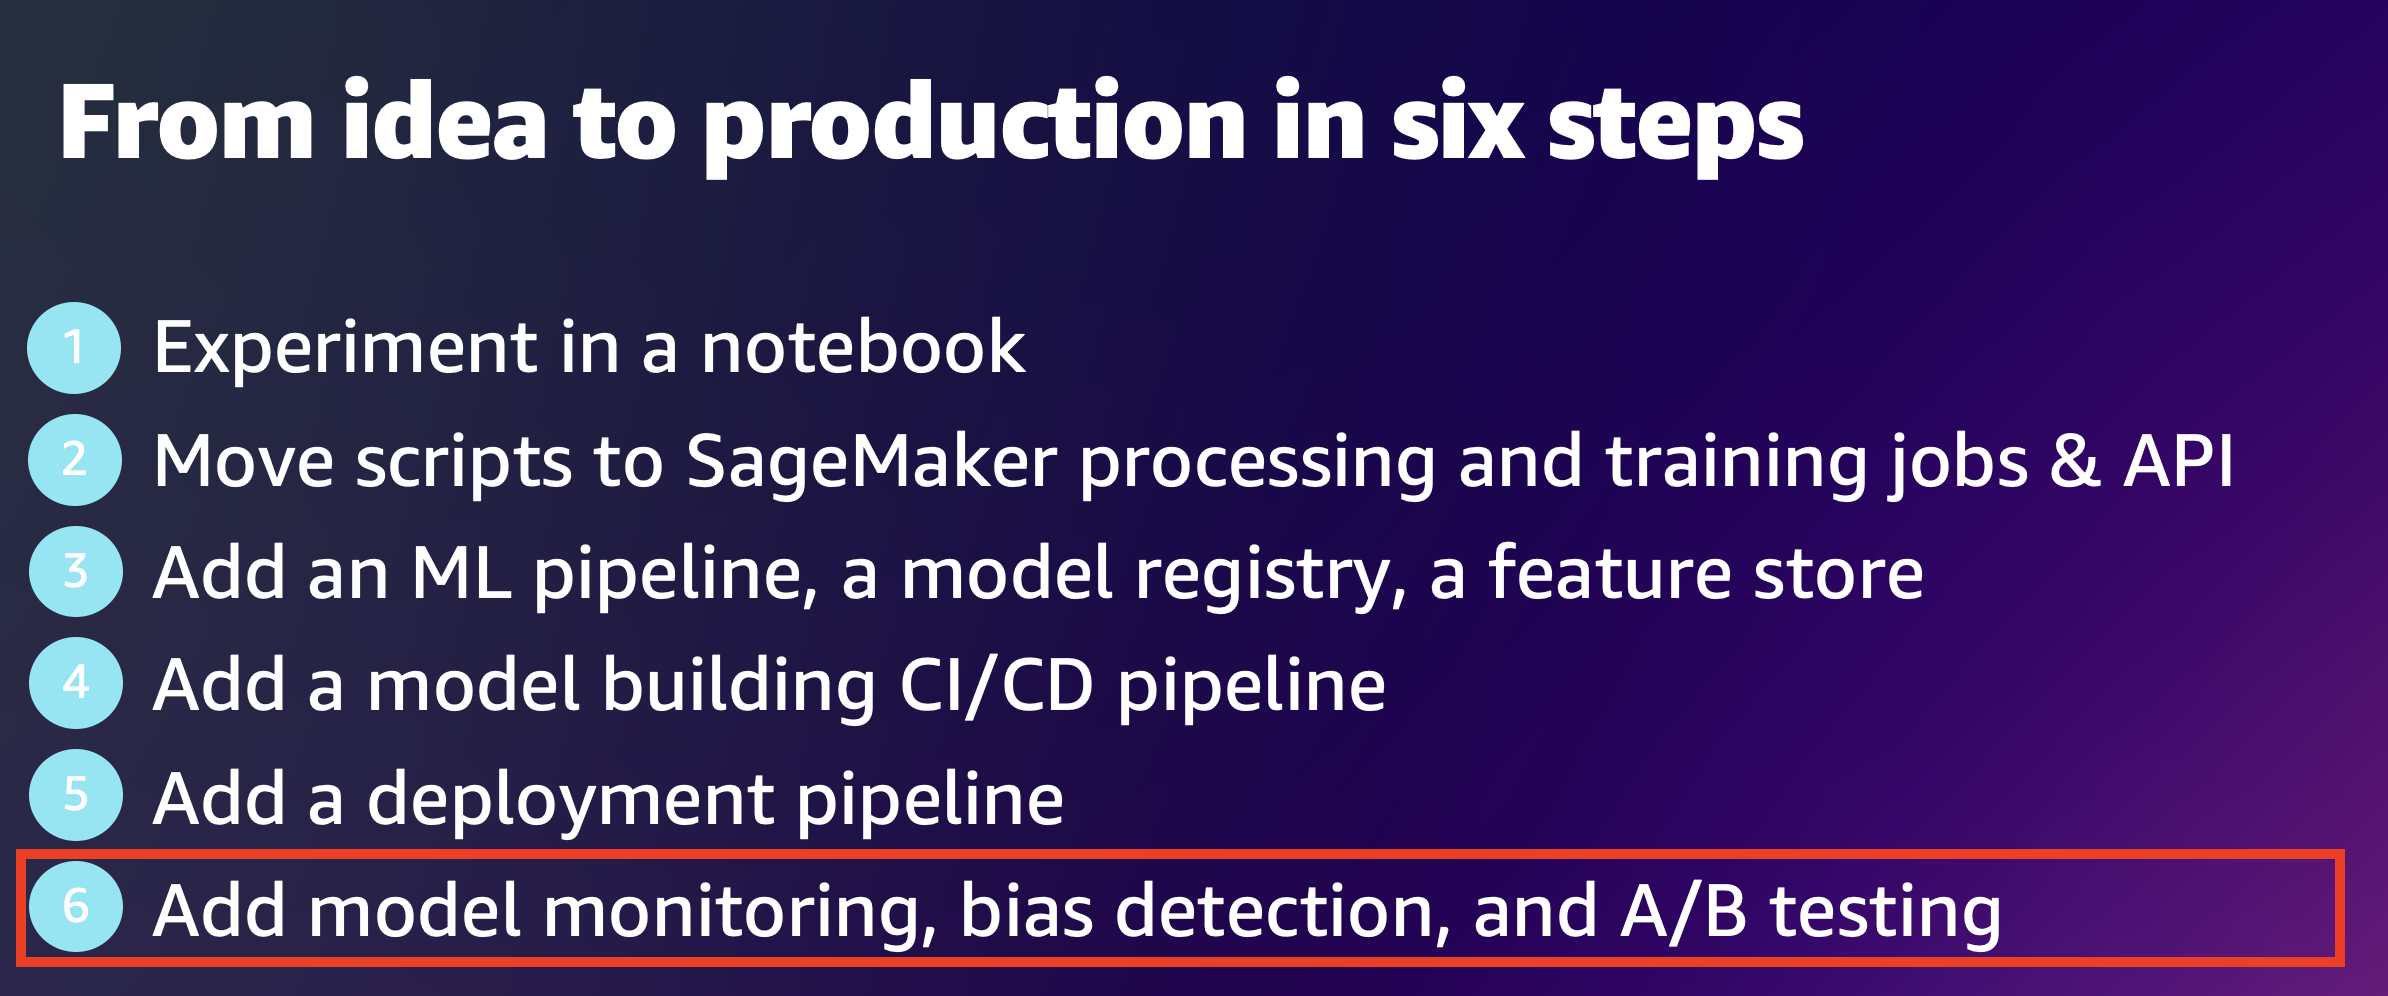 From idea to production in six steps
1 Experiment in a notebook
2 Move scripts to SageMaker processing and training jobs & API
3 Add an ML pipeline, a model registry, a feature store
4 Add a model building CI/CD pipeline
5 Add a deployment pipeline
6 Add model monitoring, bias detection, and A/B testing